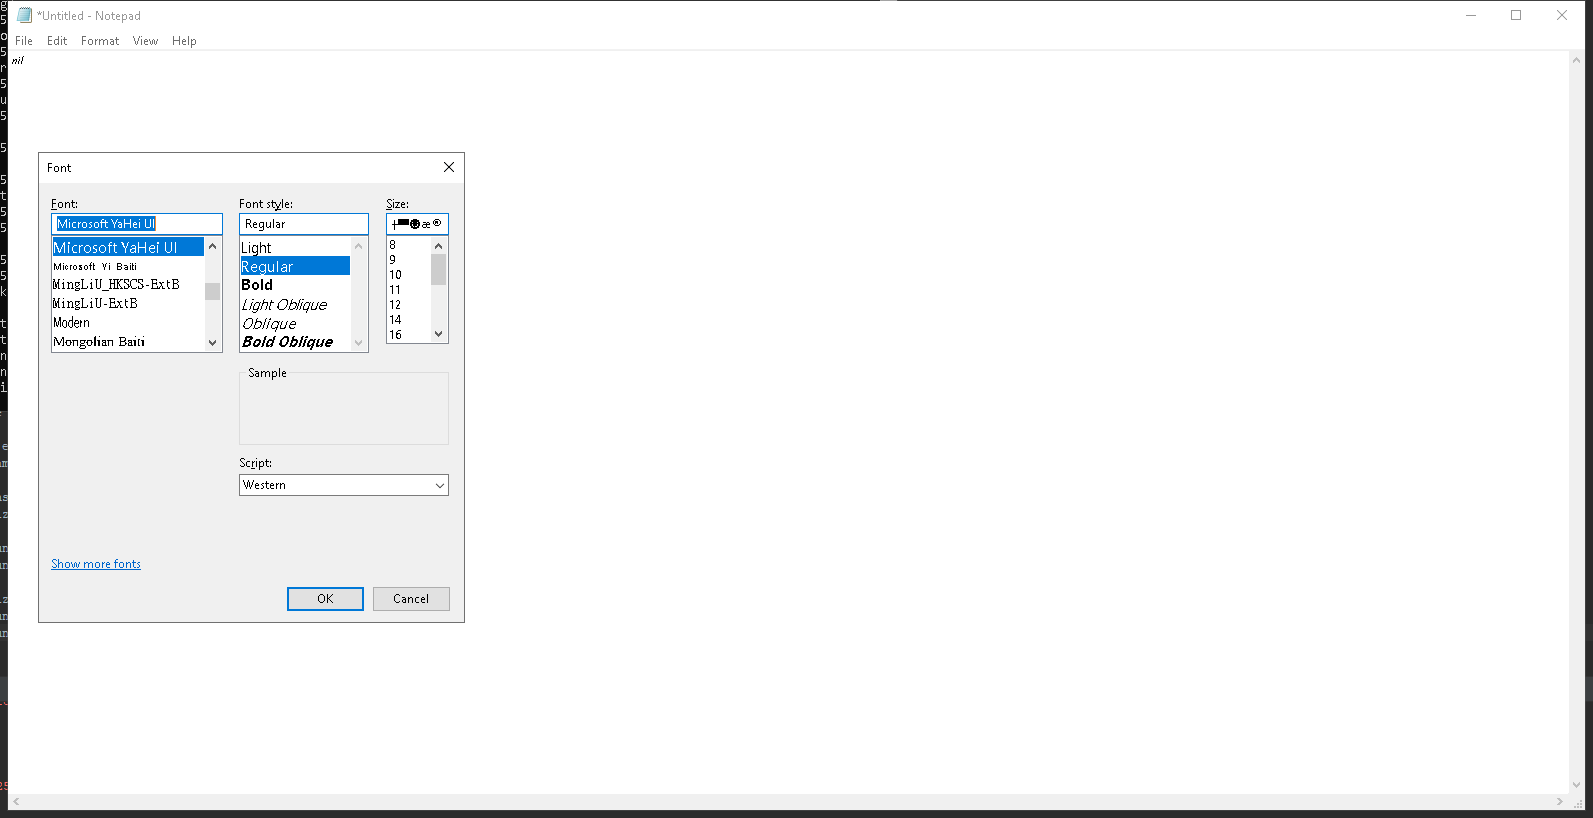 *Untitled - Notepad
File Edit Format View Help
nil
Font
Font: Font style: Size:
Microsoft YaHei UI Regular
Microsoft YaHei UI Light 8
Microsoft Yi Baiti Regular 9
MingLiU_HKSCS-ExtB Bold 10
MingLiU-ExtB Light Oblique 11
Modern Oblique 12
Mongolian Baiti Bold Oblique 14
16
Sample
Script:
Western
Show more fonts
OK Cancel